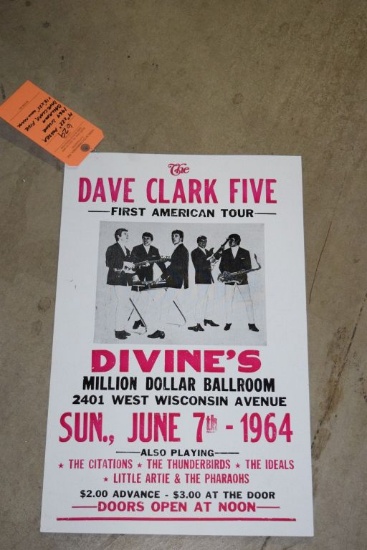 The
DAVE CLARK FIVE
FIRST AMERICAN TOUR
DIVINE'S
MILLION DOLLAR BALLROOM
2401 WEST WISCONSIN AVENUE
SUN., JUNE 7th - 1964
ALSO PLAYING
★ THE CITATIONS ★ THE THUNDERBIRDS ★ THE IDEALS
★ LITTLE ARTIE & THE PHARAOHS
$2.00 ADVANCE - $3.00 AT THE DOOR
DOORS OPEN AT NOON
629